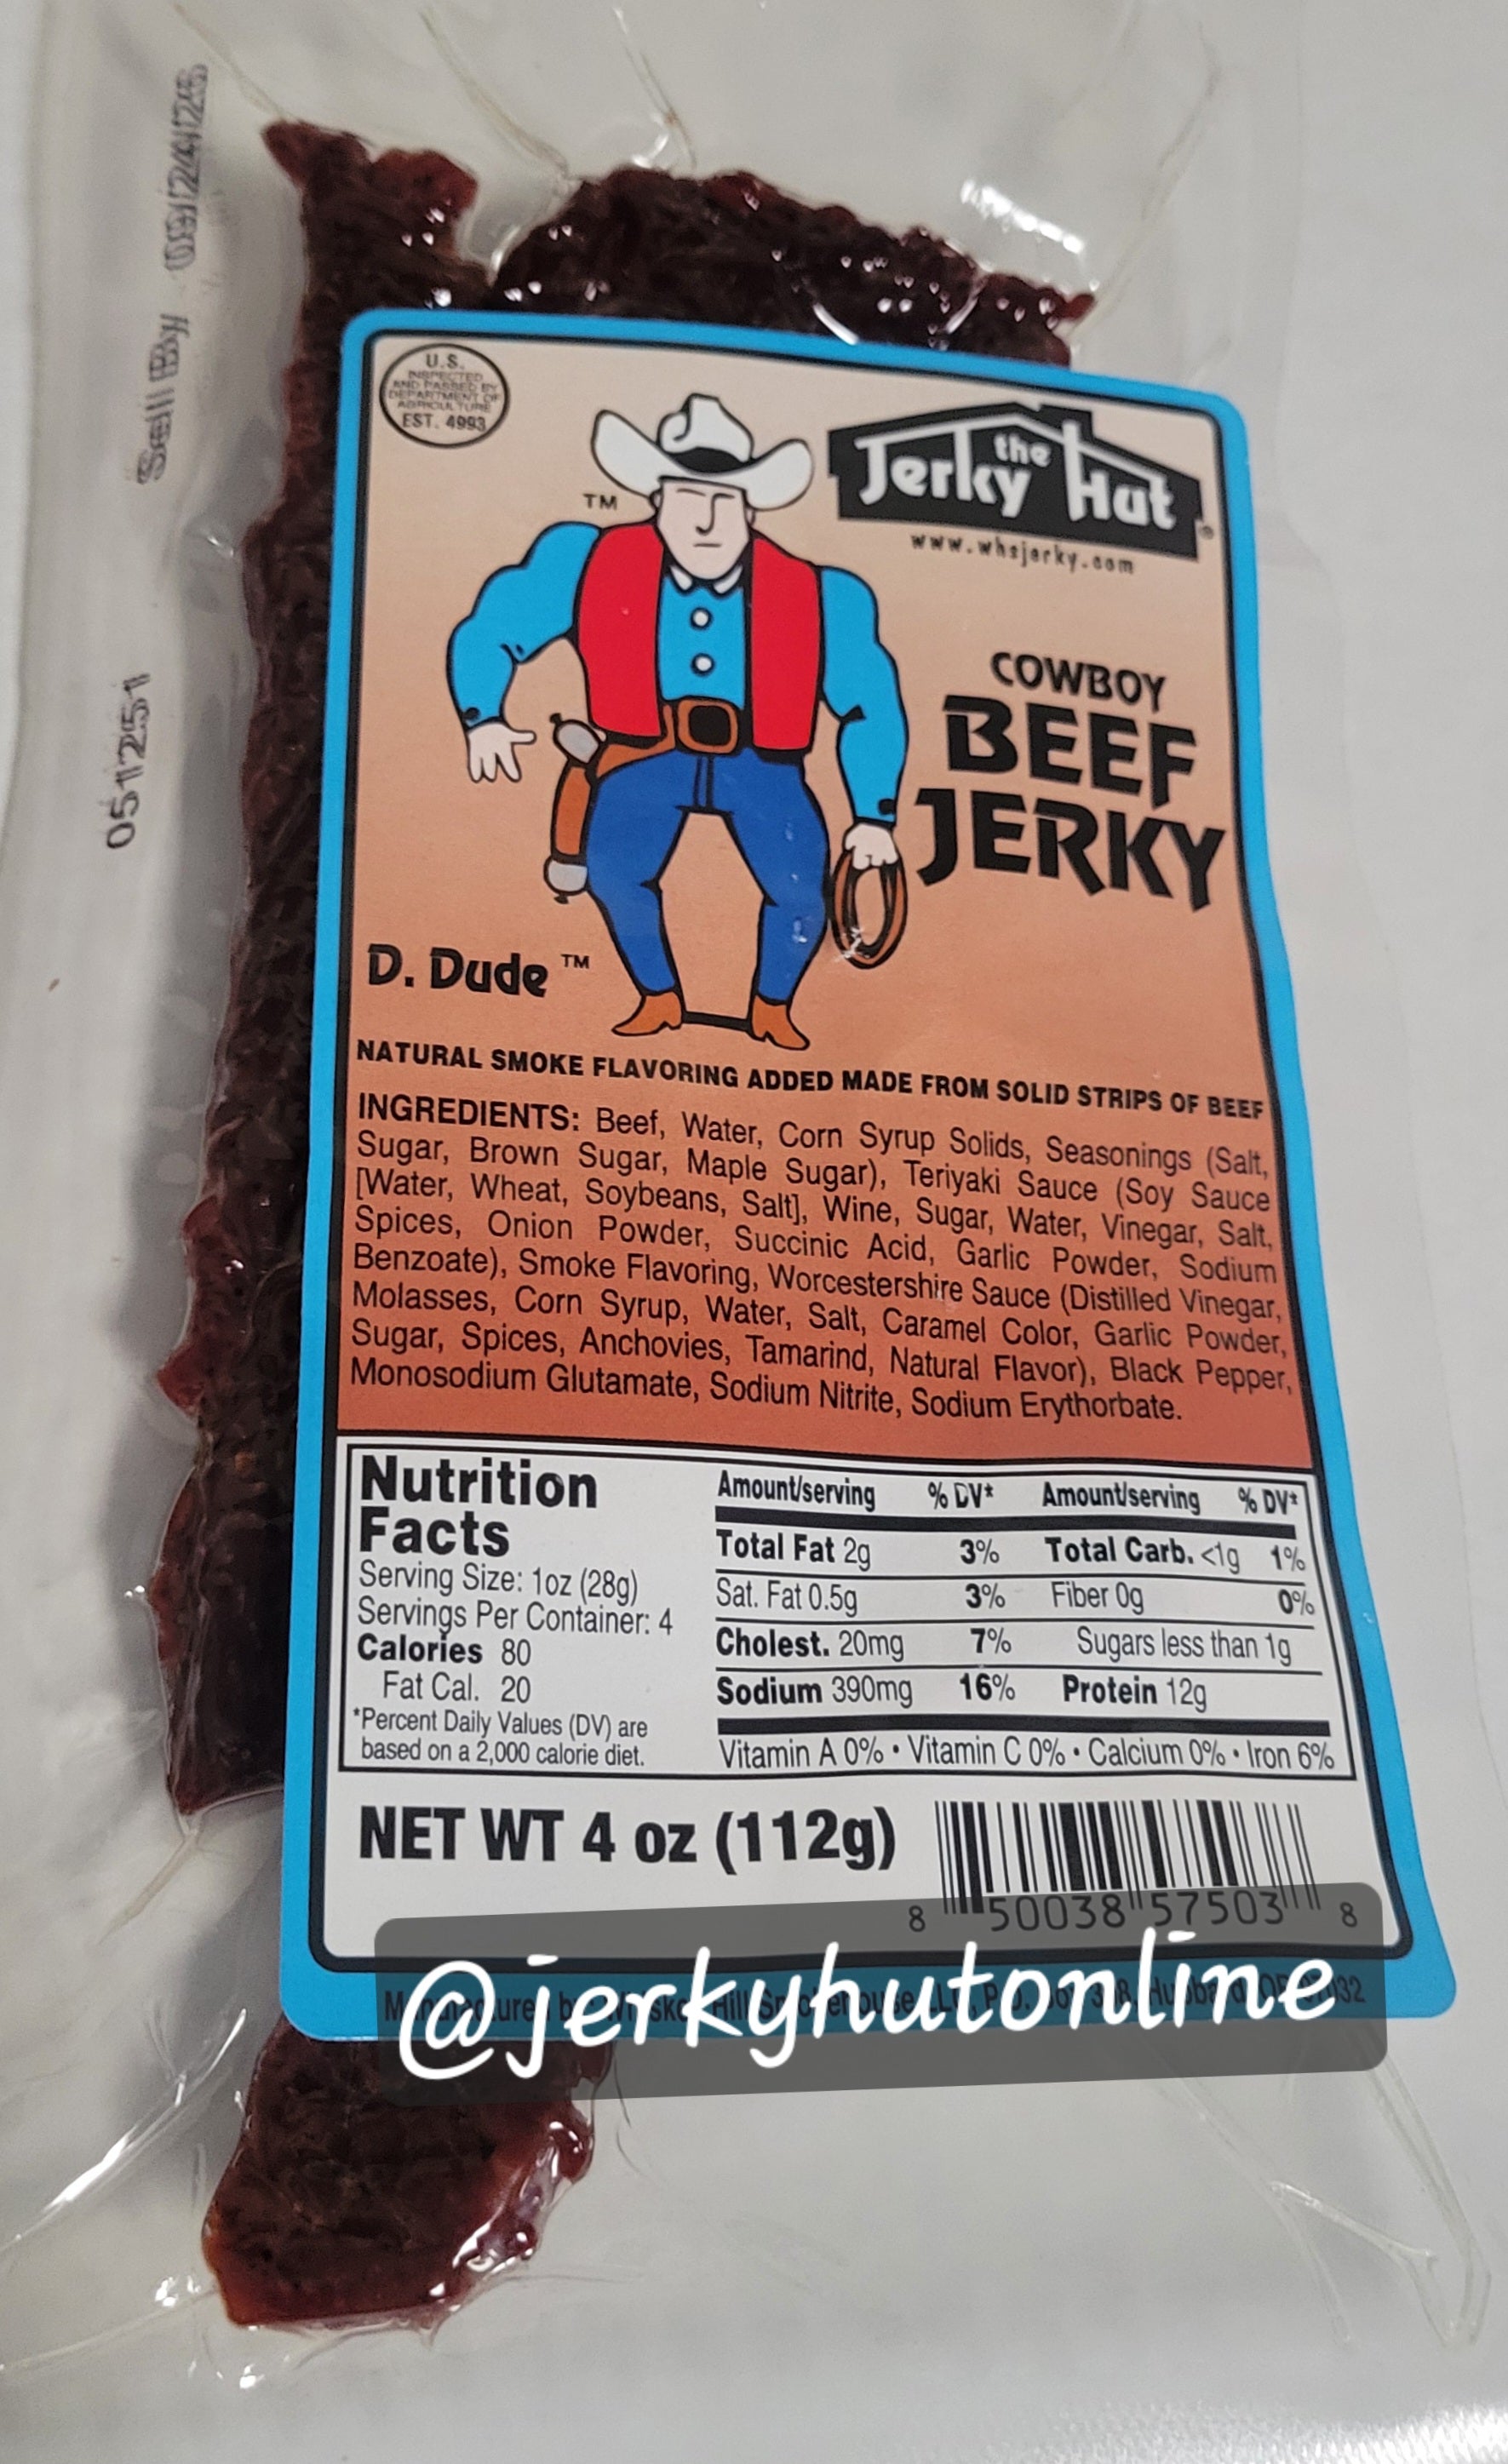 Sell By 09/24/26
051251
U.S.
INSPECTED
AND PASSED BY
DEPARTMENT OF
AGRICULTURE
EST. 4993
TM
the
Jerky Hut
®
www.whsjerky.com
COWBOY
BEEF
JERKY
D. Dude ™
NATURAL SMOKE FLAVORING ADDED MADE FROM SOLID STRIPS OF BEEF
INGREDIENTS: Beef, Water, Corn Syrup Solids, Seasonings (Salt,
Sugar, Brown Sugar, Maple Sugar), Teriyaki Sauce (Soy Sauce
[Water, Wheat, Soybeans, Salt], Wine, Sugar, Water, Vinegar, Salt,
Spices, Onion Powder, Succinic Acid, Garlic Powder, Sodium
Benzoate), Smoke Flavoring, Worcestershire Sauce (Distilled Vinegar,
Molasses, Corn Syrup, Water, Salt, Caramel Color, Garlic Powder,
Sugar, Spices, Anchovies, Tamarind, Natural Flavor), Black Pepper,
Monosodium Glutamate, Sodium Nitrite, Sodium Erythorbate.
Nutrition
Facts
Serving Size: 1oz (28g)
Servings Per Container: 4
Calories 80
Fat Cal. 20
*Percent Daily Values (DV) are
based on a 2,000 calorie diet.
Amount/serving % DV* Amount/serving % DV*
Total Fat 2g 3% Total Carb. <1g 1%
Sat. Fat 0.5g 3% Fiber 0g 0%
Cholest. 20mg 7% Sugars less than 1g
Sodium 390mg 16% Protein 12g
Vitamin A 0% • Vitamin C 0% • Calcium 0% • Iron 6%
NET WT 4 oz (112g)
8 50038 57503 8
@jerkyhutonline